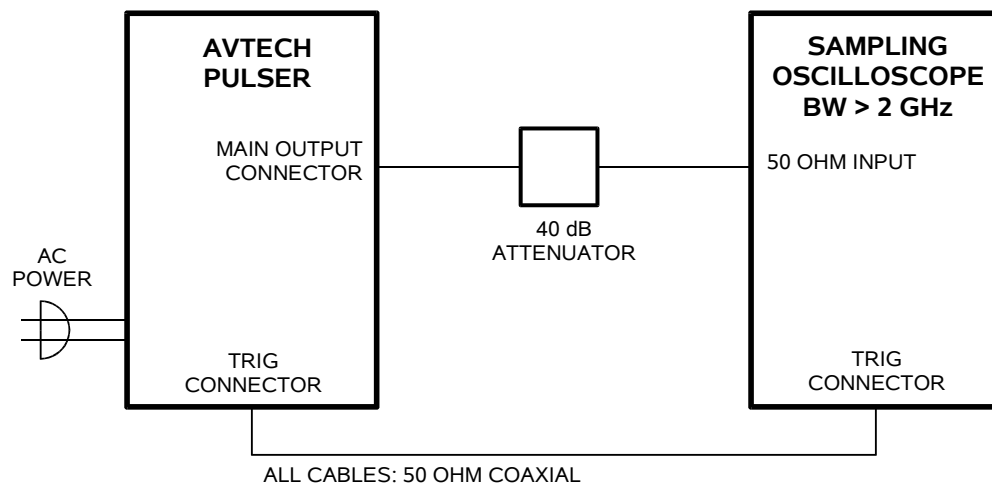 AVTECH
PULSER
MAIN OUTPUT
CONNECTOR
AC
POWER
TRIG
CONNECTOR
40 dB
ATTENUATOR
SAMPLING
OSCILLOSCOPE
BW > 2 GHz
50 OHM INPUT
TRIG
CONNECTOR
ALL CABLES: 50 OHM COAXIAL